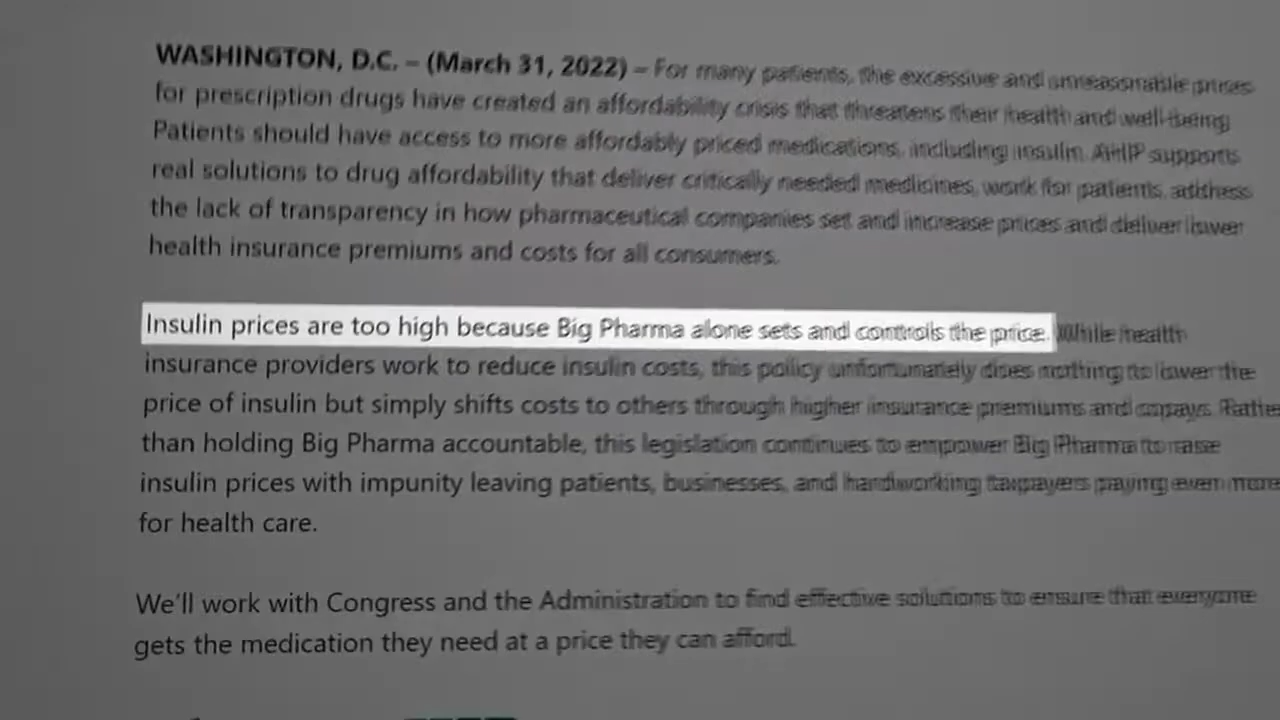 WASHINGTON, D.C. – (March 31, 2022) – For many patients, the excessive and unreasonable prices
for prescription drugs have created an affordability crisis that threatens their health and well-being
Patients should have access to more affordably priced medications, including insulin. AHIP supports
real solutions to drug affordability that deliver critically needed medicines, work for patients, address
the lack of transparency in how pharmaceutical companies set and increase prices and deliver lower
health insurance premiums and costs for all consumers.
Insulin prices are too high because Big Pharma alone sets and controls the price. While health
insurance providers work to reduce insulin costs, this policy unfortunately does nothing to lower the
price of insulin but simply shifts costs to others through higher insurance premiums and copays.
than holding Big Pharma accountable, this legislation continues to empower Big Pharma to raise
insulin prices with impunity leaving patients, businesses, and hardworking taxpayers paying even more
for health care.
We'll work with Congress and the Administration to find effective solutions to ensure that everyone
gets the medication they need at a price they can afford.